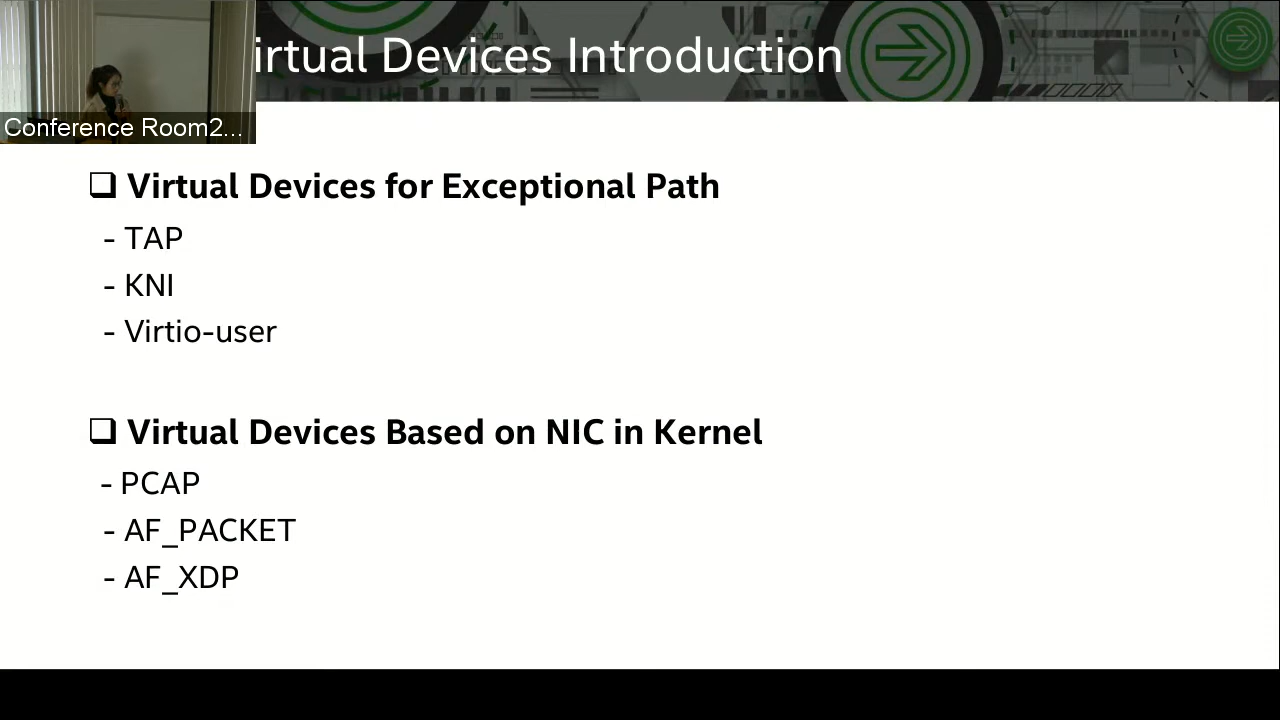 irtual Devices Introduction
Conference Room2...
❑ Virtual Devices for Exceptional Path
- TAP
- KNI
- Virtio-user
❑ Virtual Devices Based on NIC in Kernel
- PCAP
- AF_PACKET
- AF_XDP